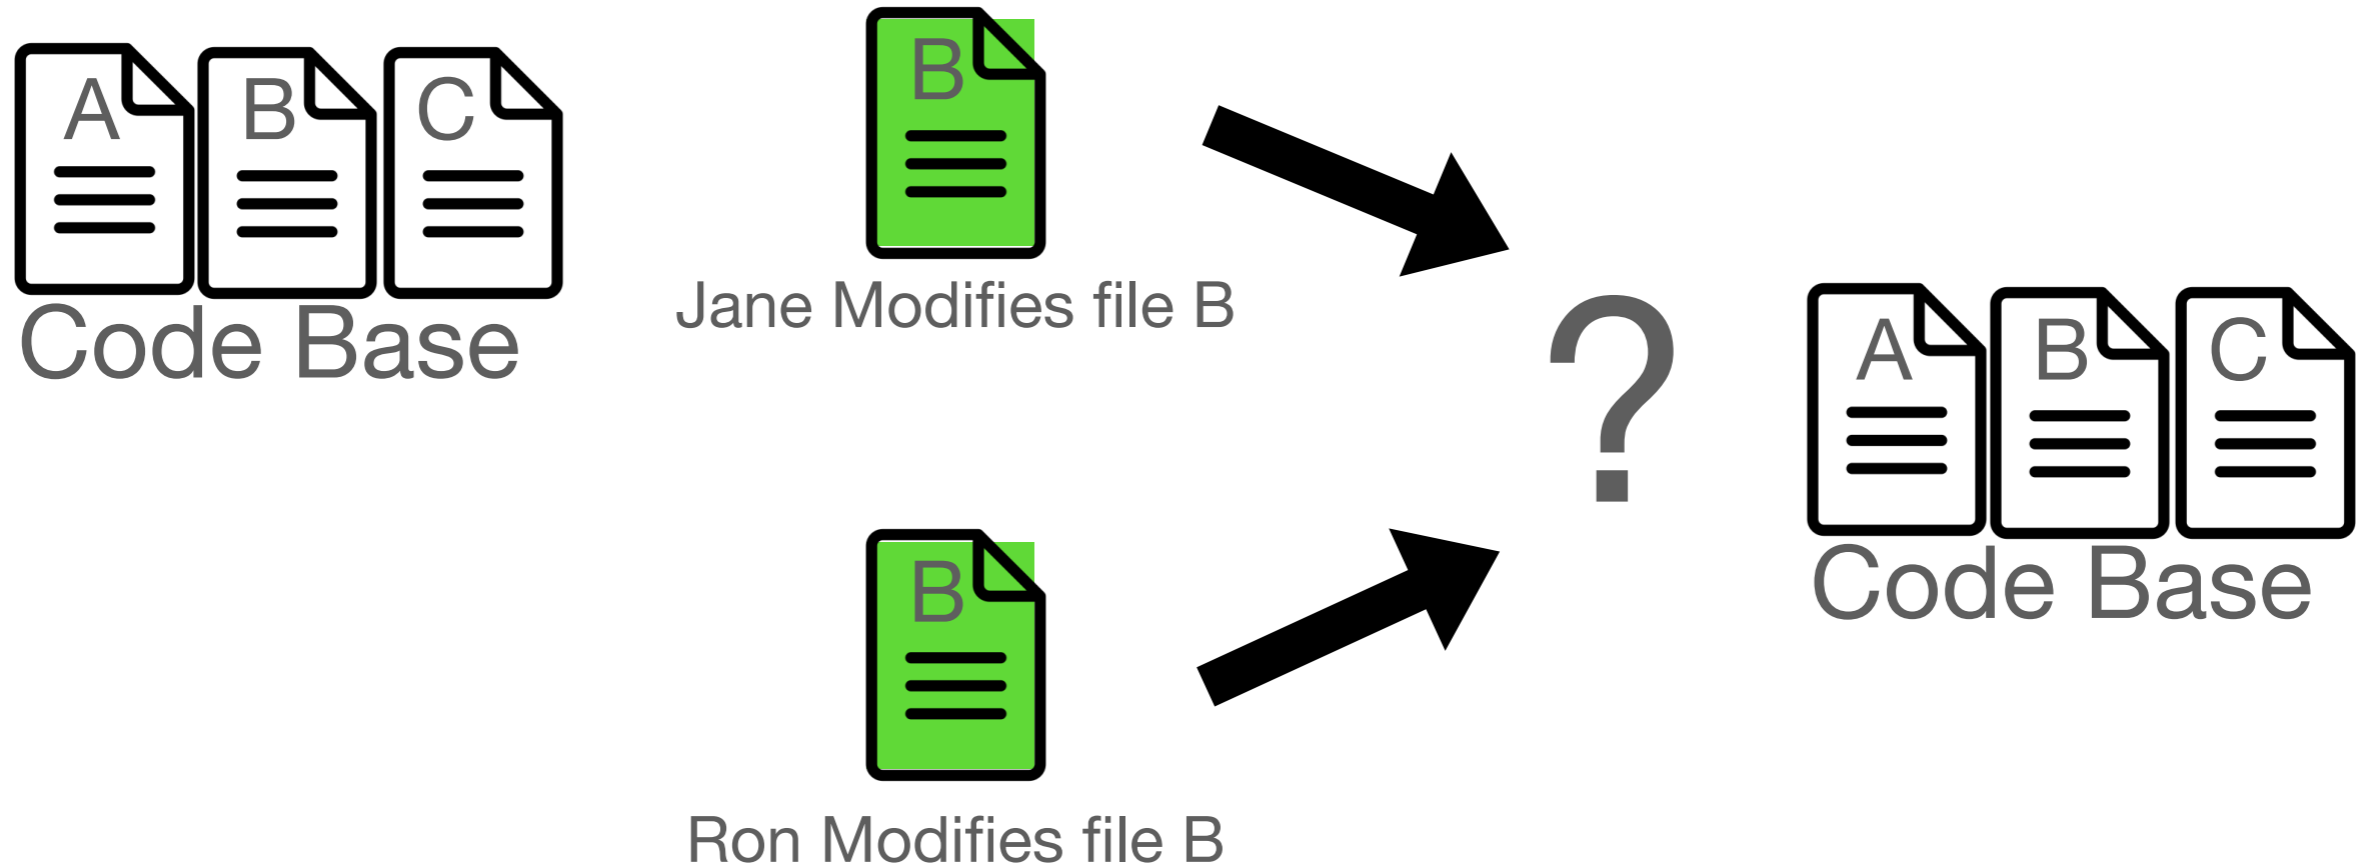 A B C
Code Base
B
Jane Modifies file B
?
B
Ron Modifies file B
A B C
Code Base